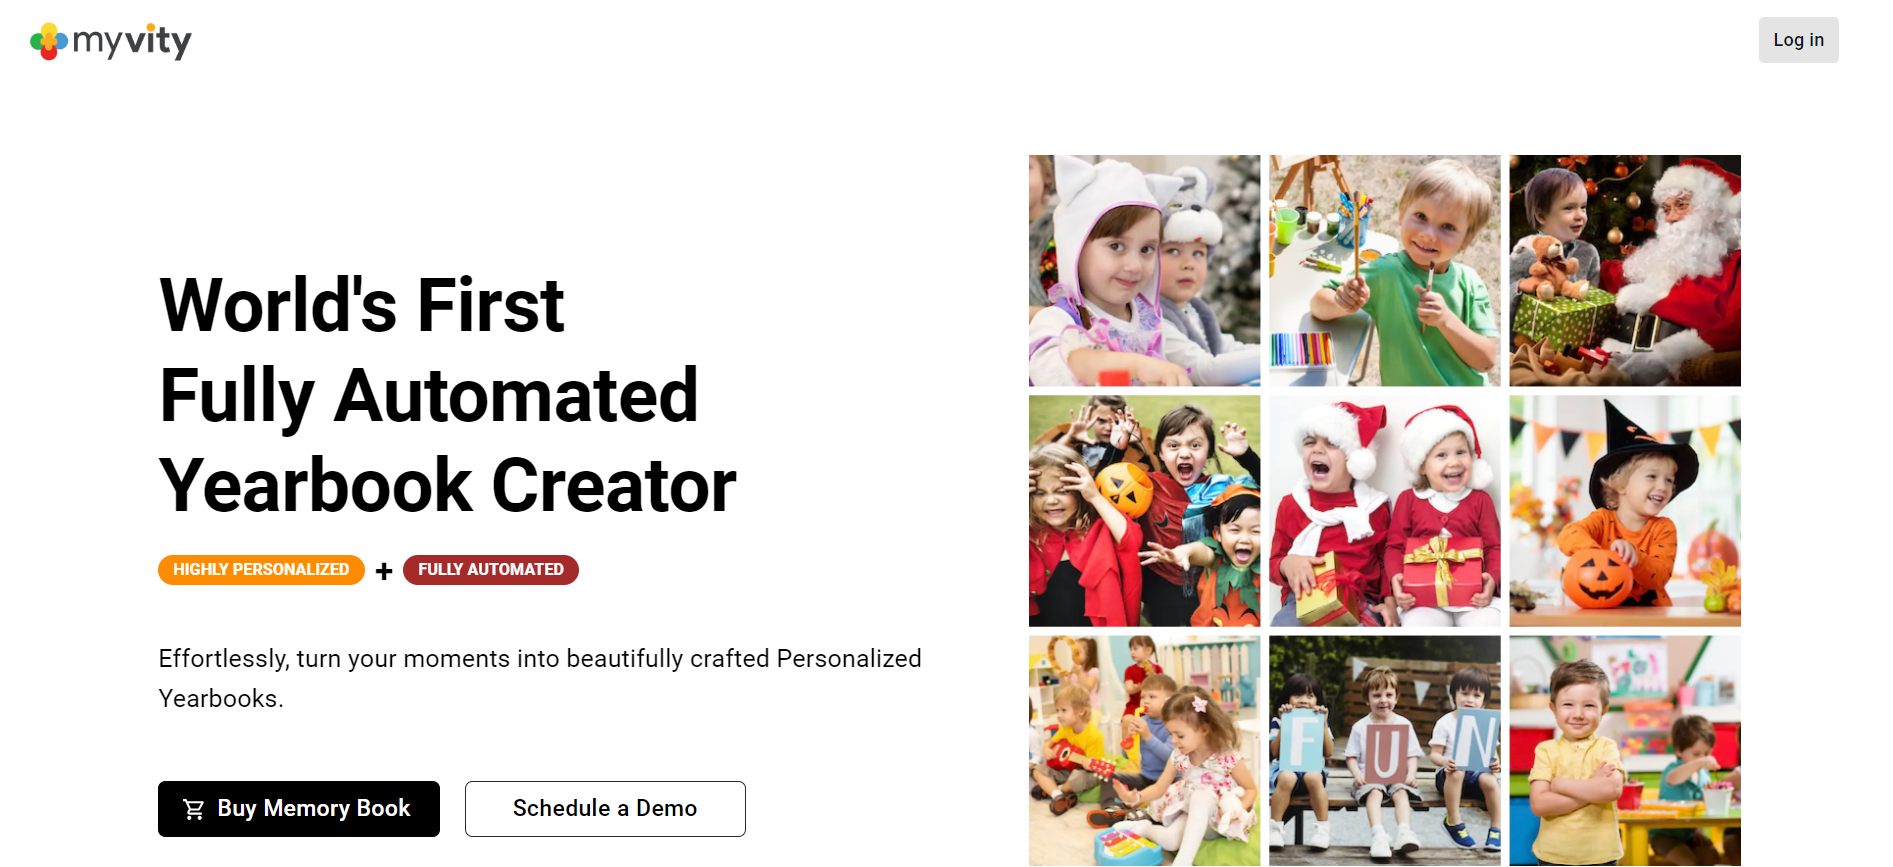 myvity
Log in
World's First
Fully Automated
Yearbook Creator
HIGHLY PERSONALIZED + FULLY AUTOMATED
Effortlessly, turn your moments into beautifully crafted Personalized
Yearbooks.
Buy Memory Book
Schedule a Demo
F U N